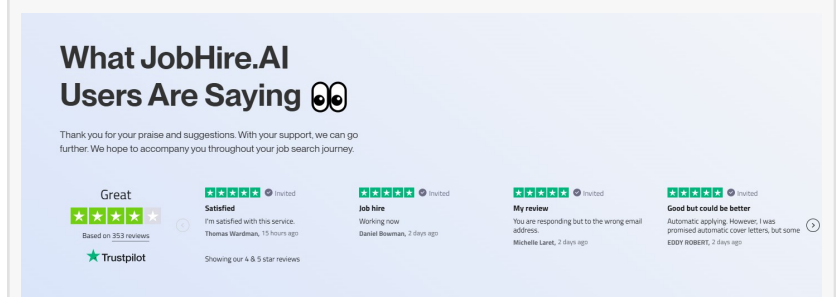 What JobHire.AI
Users Are Saying
Thank you for your praise and suggestions. With your support, we can go
further. We hope to accompany you throughout your job search journey.
Great
Based on 353 reviews
Trustpilot
Invited
Satisfied
I'm satisfied with this service.
Thomas Wardman, 15 hours ago
Showing our 4 & 5 star reviews
Invited
Job hire
Working now
Daniel Bowman, 2 days ago
Invited
My review
You are responding but to the wrong email
address.
Michelle Laret, 2 days ago
Invited
Good but could be better
Automatic applying. However, I was
promised automatic cover letters, but some
EDDY ROBERT, 2 days ago